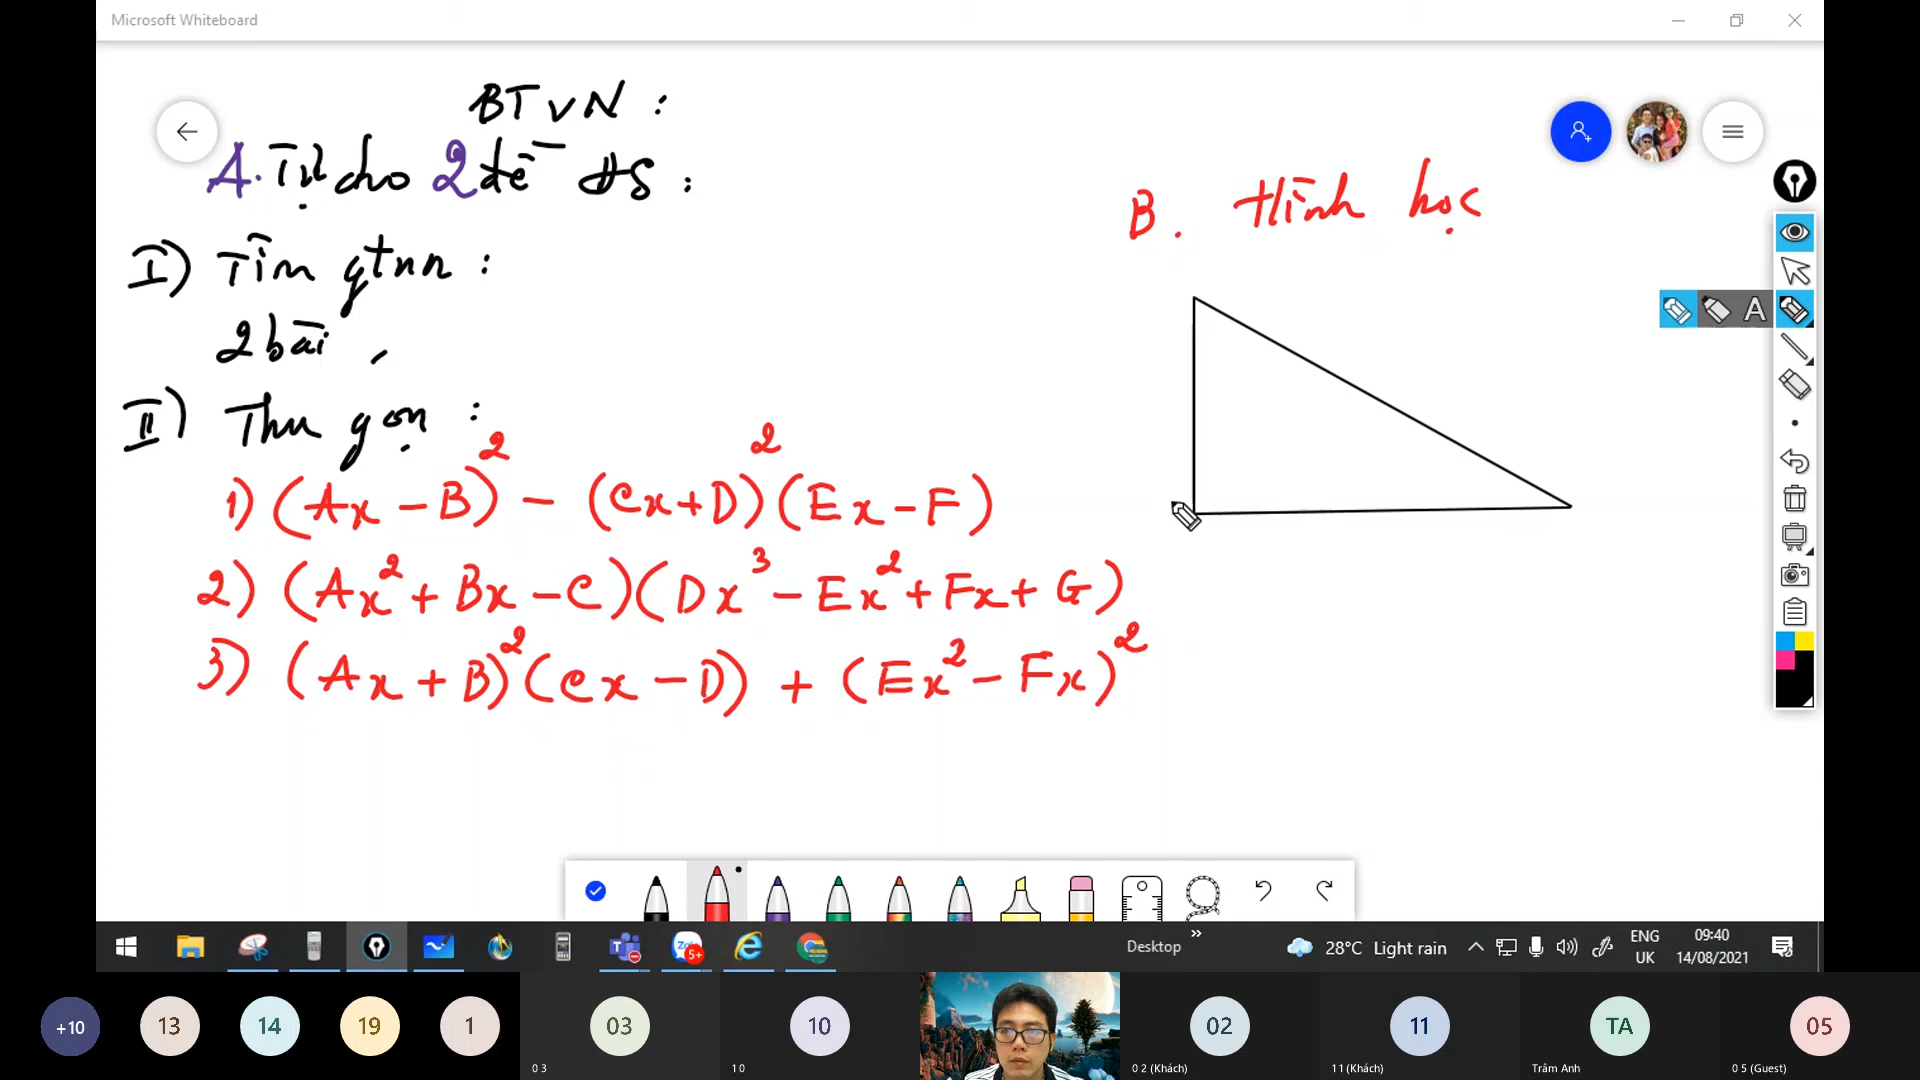 Microsoft Whiteboard
BTVN :
A. Tự cho 2 đề ĐS :
I) Tìm gtnn :
2 bài,
II) Thu gọn :
1) (Ax - B)² - (Cx + D)²(Ex - F)
2) (Ax² + Bx - C)(Dx³ - Ex² + Fx + G)
3) (Ax + B)²(Cx - D) + (Ex² - Fx)²
B. Hình học
A
Desktop
28°C Light rain
ENG
UK
09:40
14/08/2021
5+
+10
13
14
19
1
03
10
02
11
TA
05
0 3
1 0
0 2 (Khách)
1 1 (Khách)
Trâm Anh
0 5 (Guest)